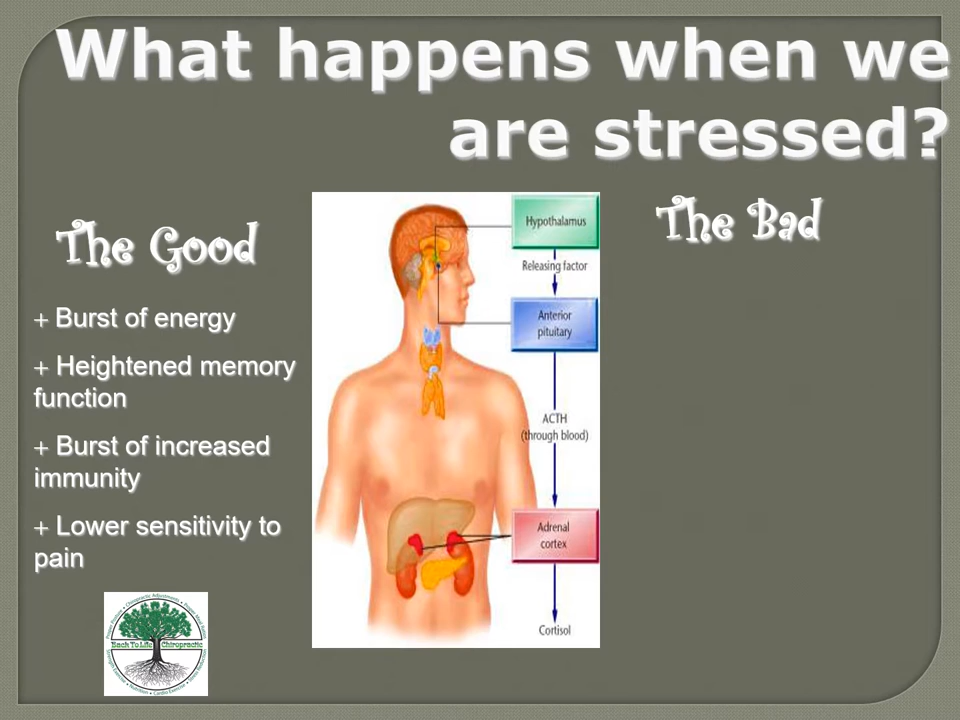 What happens when we
are stressed?
The Good
The Bad
+ Burst of energy
+ Heightened memory
function
+ Burst of increased
immunity
+ Lower sensitivity to
pain
Hypothalamus
Releasing factor
Anterior
pituitary
ACTH
(through blood)
Adrenal
cortex
Cortisol
Back To Life Chiropractic